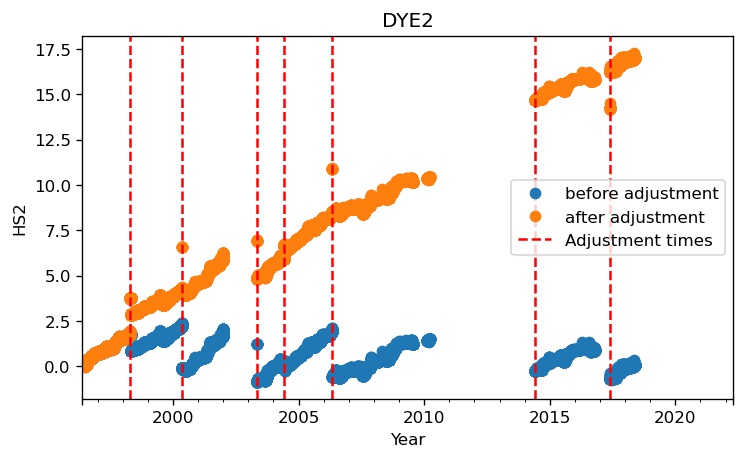 DYE2
17.5
15.0
12.5
10.0
7.5
5.0
2.5
0.0
HS2
before adjustment
after adjustment
Adjustment times
2000
2005
2010
2015
2020
Year